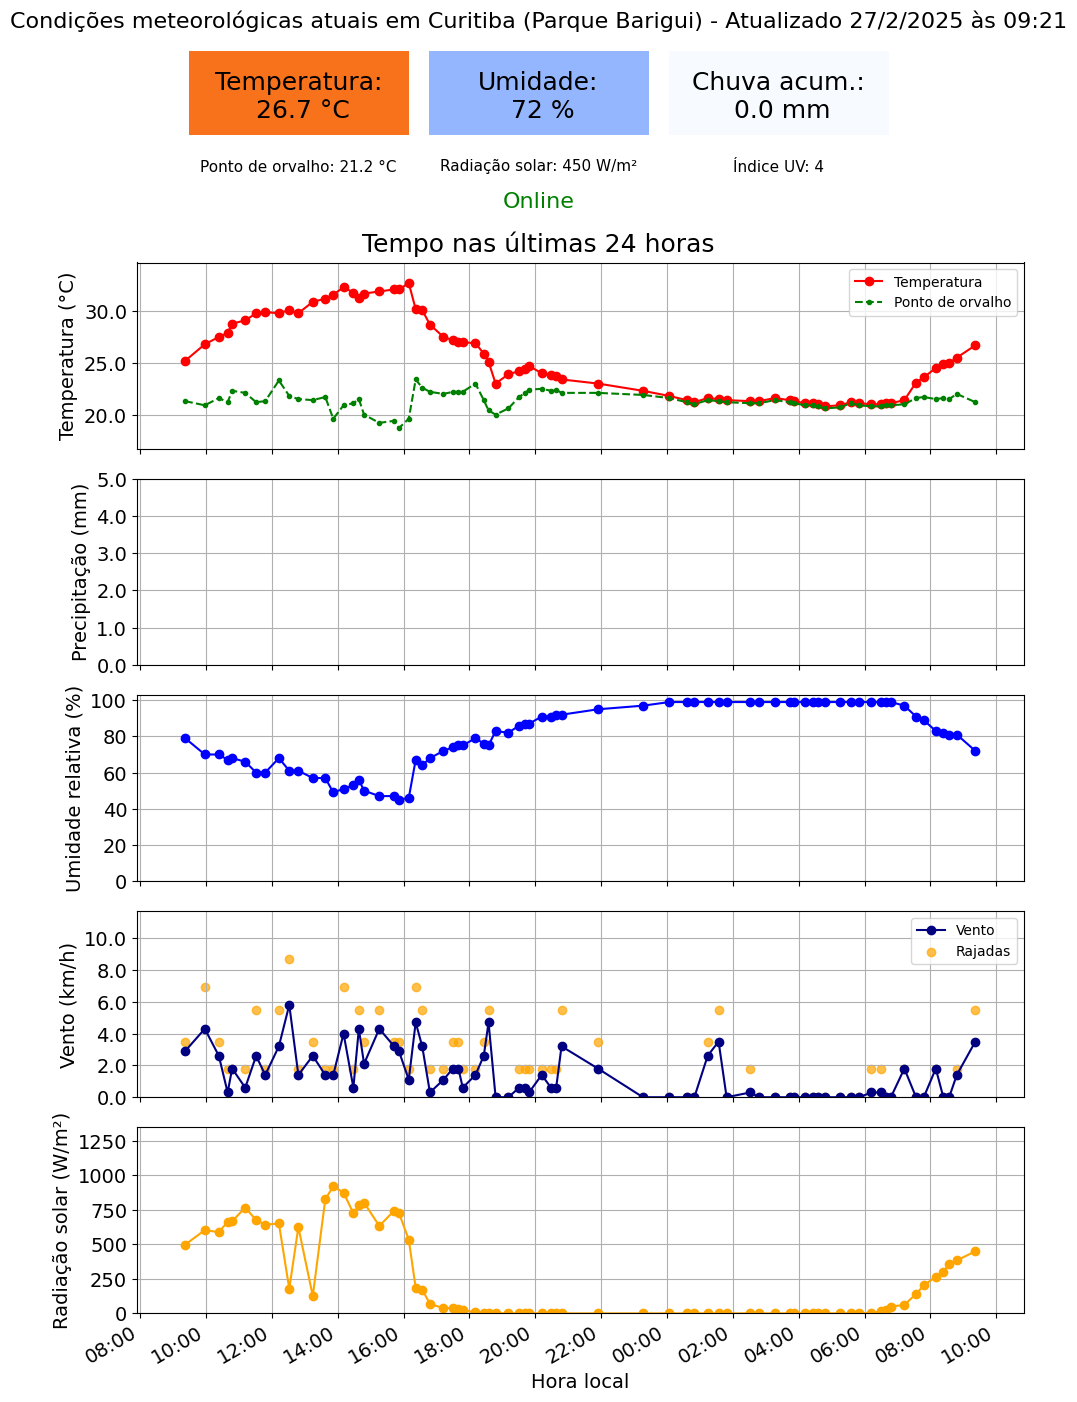 Condições meteorológicas atuais em Curitiba (Parque Barigui) - Atualizado 27/2/2025 às 09:21
Temperatura:
26.7 °C
Umidade:
72 %
Chuva acum.:
0.0 mm
Ponto de orvalho: 21.2 °C
Radiação solar: 450 W/m²
Índice UV: 4
Online
Tempo nas últimas 24 horas
Temperatura (°C)
30.0
25.0
20.0
Temperatura
Ponto de orvalho
Precipitação (mm)
5.0
4.0
3.0
2.0
1.0
0.0
Umidade relativa (%)
100
80
60
40
20
0
Vento (km/h)
10.0
8.0
6.0
4.0
2.0
0.0
Vento
Rajadas
Radiação solar (W/m²)
1250
1000
750
500
250
0
08:00
10:00
12:00
14:00
16:00
18:00
20:00
22:00
00:00
02:00
04:00
06:00
08:00
10:00
Hora local